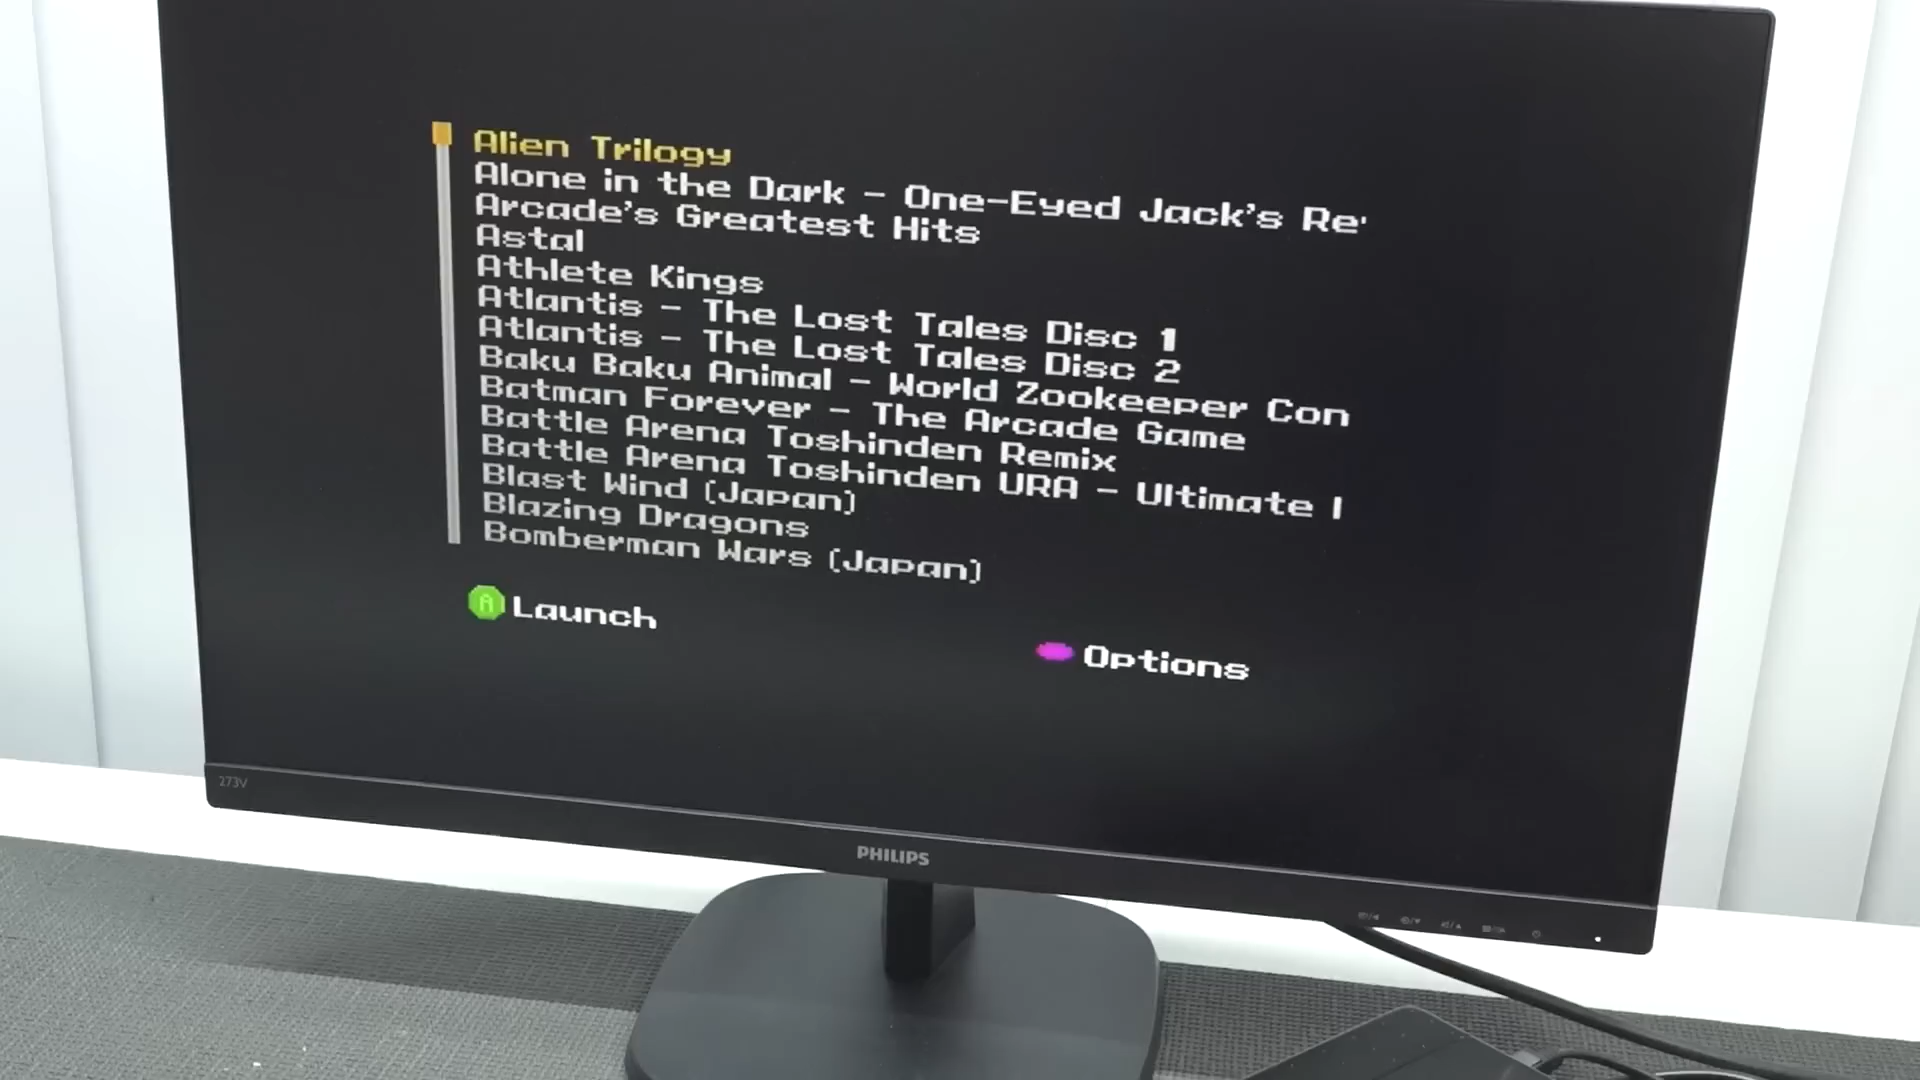 Alien Trilogy
Alone in the Dark - One-Eyed Jack's Re
Arcade's Greatest Hits
Astal
Athlete Kings
Atlantis - The Lost Tales Disc 1
Atlantis - The Lost Tales Disc 2
Baku Baku Animal - World Zookeeper Con
Batman Forever - The Arcade Game
Battle Arena Toshinden Remix
Battle Arena Toshinden URA - Ultimate
Blast Wind (Japan)
Blazing Dragons
Bomberman Wars (Japan)
A Launch
Options
273V
PHILIPS